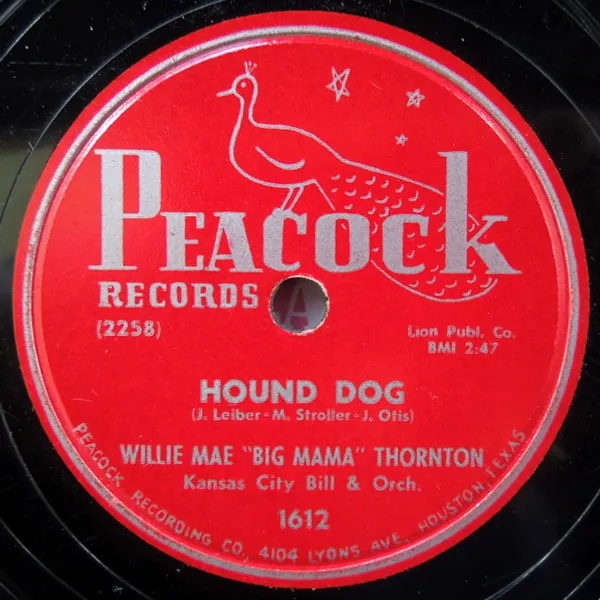 PEACOCK
RECORDS
(2258)
Lion Publ. Co.
BMI 2:47
HOUND DOG
(J. Leiber-M. Stroller-J. Otis)
WILLIE MAE "BIG MAMA" THORNTON
Kansas City Bill & Orch.
1612
PEACOCK RECORDING CO., 4104 LYONS AVE. HOUSTON, TEXAS
A